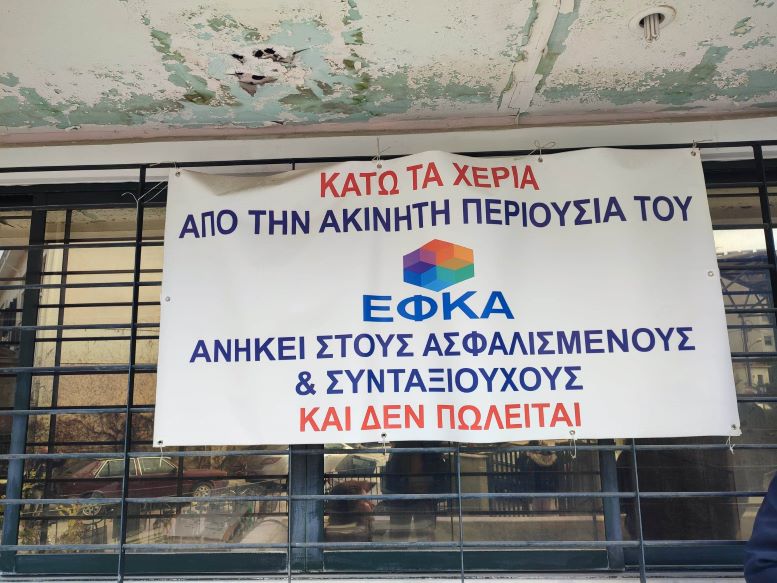 ΚΑΤΩ ΤΑ ΧΕΡΙΑ
ΑΠΟ ΤΗΝ ΑΚΙΝΗΤΗ ΠΕΡΙΟΥΣΙΑ ΤΟΥ
ΕΦΚΑ
ΑΝΗΚΕΙ ΣΤΟΥΣ ΑΣΦΑΛΙΣΜΕΝΟΥΣ
& ΣΥΝΤΑΞΙΟΥΧΟΥΣ
ΚΑΙ ΔΕΝ ΠΩΛΕΙΤΑΙ